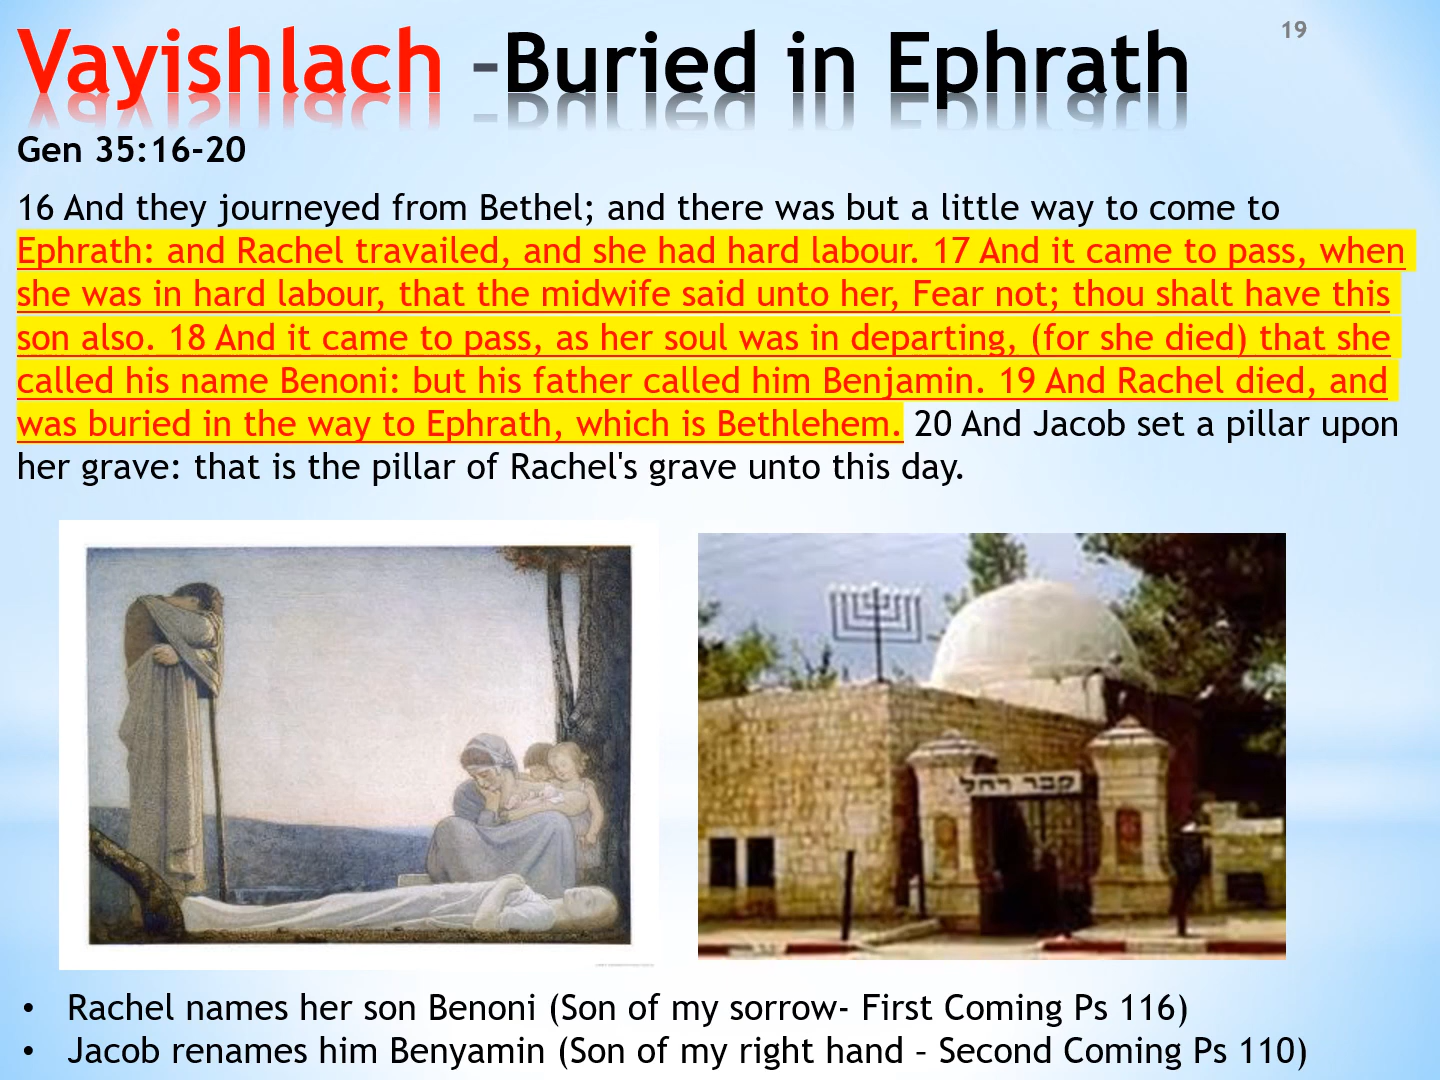 Vayishlach -Buried in Ephrath
19
Gen 35:16-20
16 And they journeyed from Bethel; and there was but a little way to come to
Ephrath: and Rachel travailed, and she had hard labour. 17 And it came to pass, when
she was in hard labour, that the midwife said unto her, Fear not; thou shalt have this
son also. 18 And it came to pass, as her soul was in departing, (for she died) that she
called his name Benoni: but his father called him Benjamin. 19 And Rachel died, and
was buried in the way to Ephrath, which is Bethlehem. 20 And Jacob set a pillar upon
her grave: that is the pillar of Rachel's grave unto this day.
קבר רחל
• Rachel names her son Benoni (Son of my sorrow- First Coming Ps 116)
• Jacob renames him Benyamin (Son of my right hand – Second Coming Ps 110)